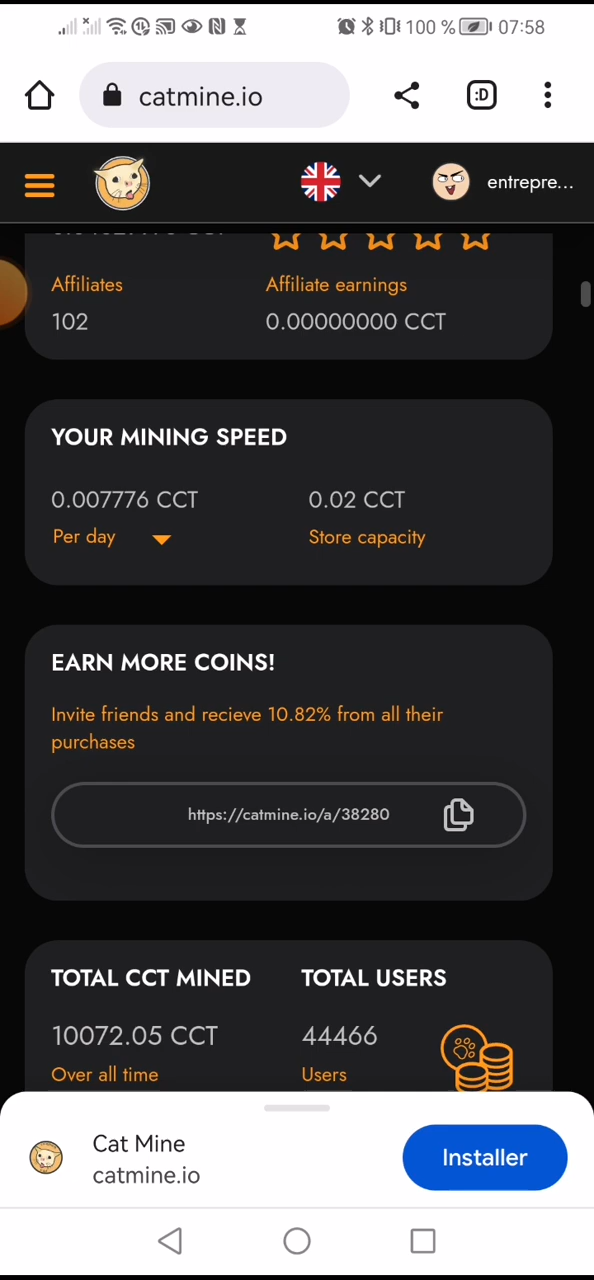 100 % 07:58
catmine.io
:D
entrepre...
Affiliates Affiliate earnings
102 0.00000000 CCT
YOUR MINING SPEED
0.007776 CCT 0.02 CCT
Per day Store capacity
EARN MORE COINS!
Invite friends and recieve 10.82% from all their
purchases
https://catmine.io/a/38280
TOTAL CCT MINED TOTAL USERS
10072.05 CCT 44466
Over all time Users
Cat Mine
catmine.io
Installer